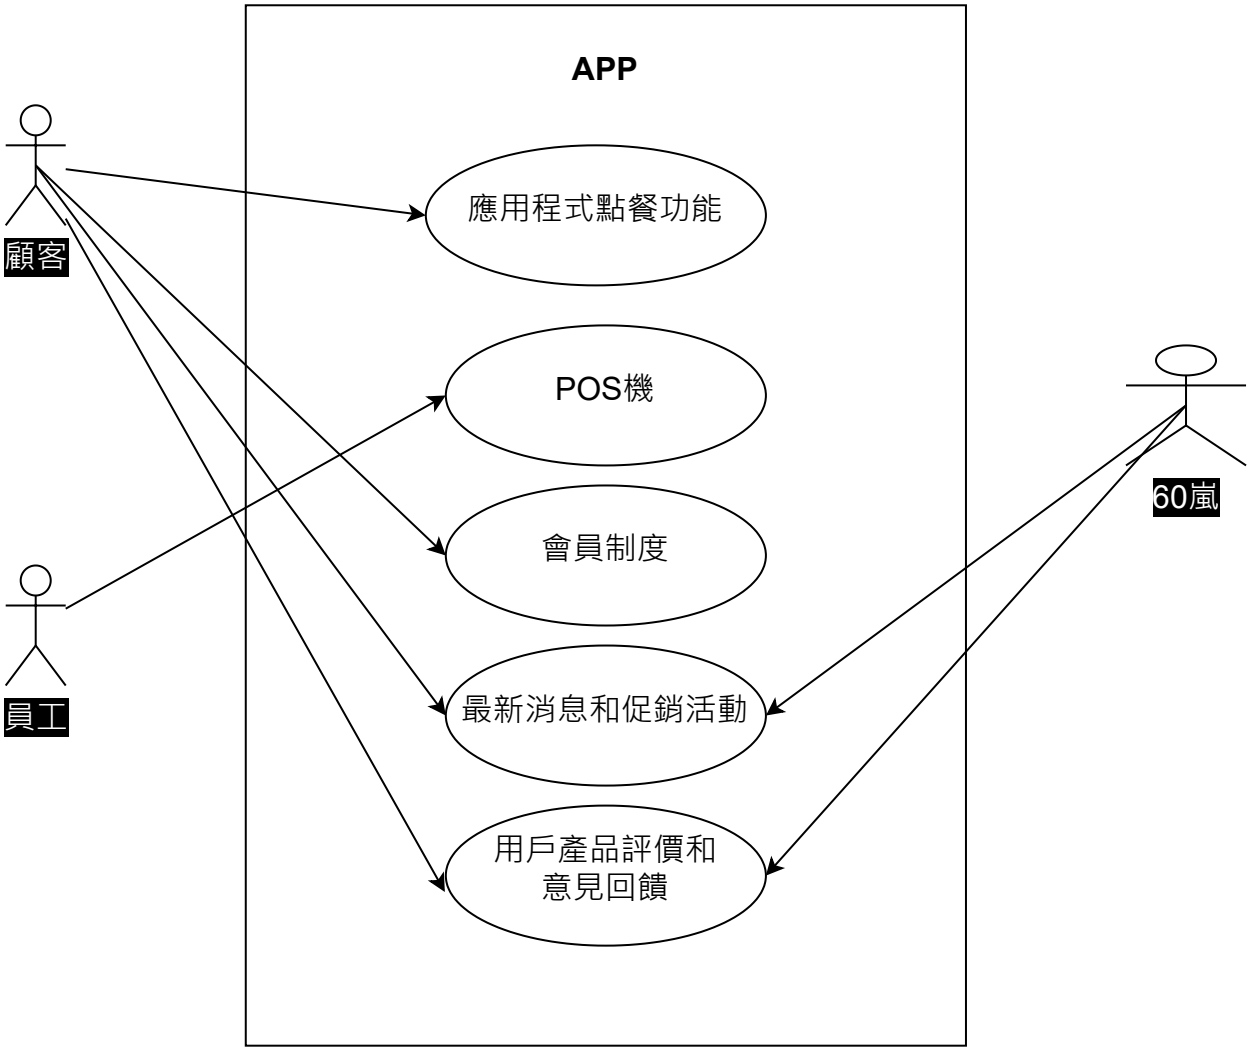 APP
應用程式點餐功能
顧客
POS機
60嵐
會員制度
員工
最新消息和促銷活動
用戶產品評價和
意見回饋